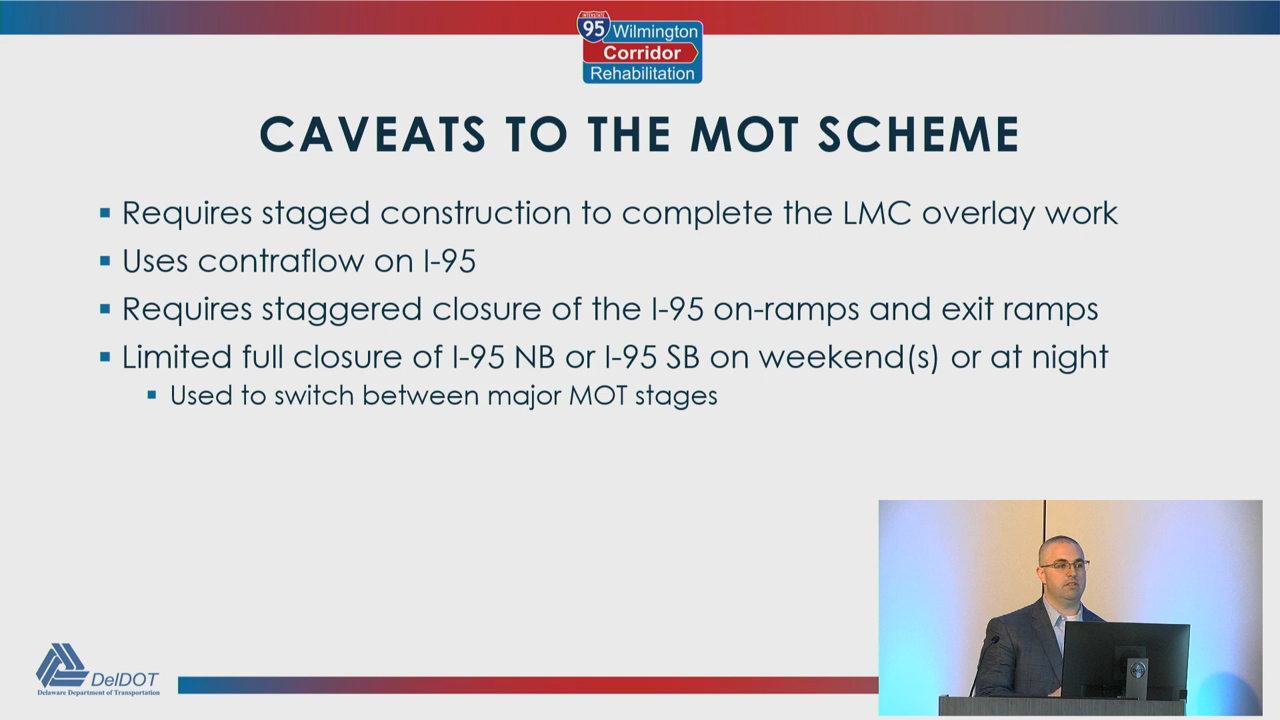 INTERSTATE
95 Wilmington
Corridor
Rehabilitation
CAVEATS TO THE MOT SCHEME
Requires staged construction to complete the LMC overlay work
Uses contraflow on I-95
Requires staggered closure of the I-95 on-ramps and exit ramps
Limited full closure of I-95 NB or I-95 SB on weekend(s) or at night
Used to switch between major MOT stages
DelDOT
Delaware Department of Transportation